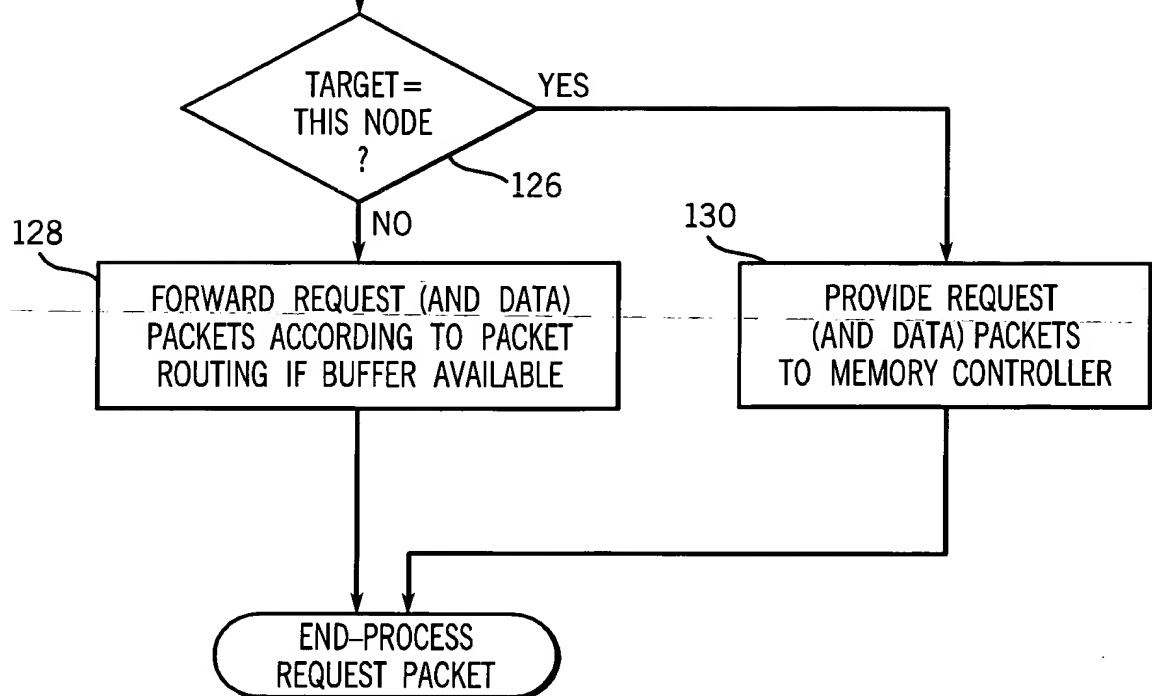 TARGET=
THIS NODE
?
YES
126
NO
128
FORWARD REQUEST (AND DATA)
PACKETS ACCORDING TO PACKET
ROUTING IF BUFFER AVAILABLE
130
PROVIDE REQUEST
(AND DATA) PACKETS
TO MEMORY CONTROLLER
END-PROCESS
REQUEST PACKET